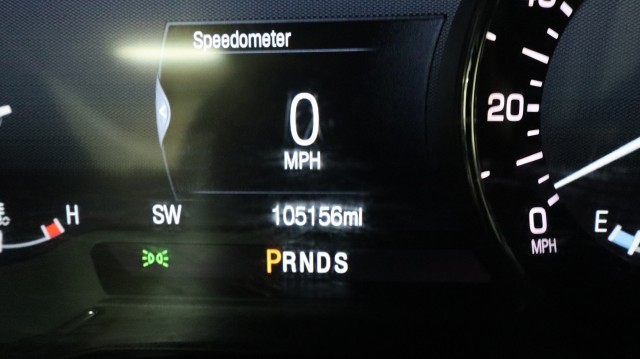 Speedometer
0
MPH
H
SW
105156mi
PRNDS
20
0
MPH
E